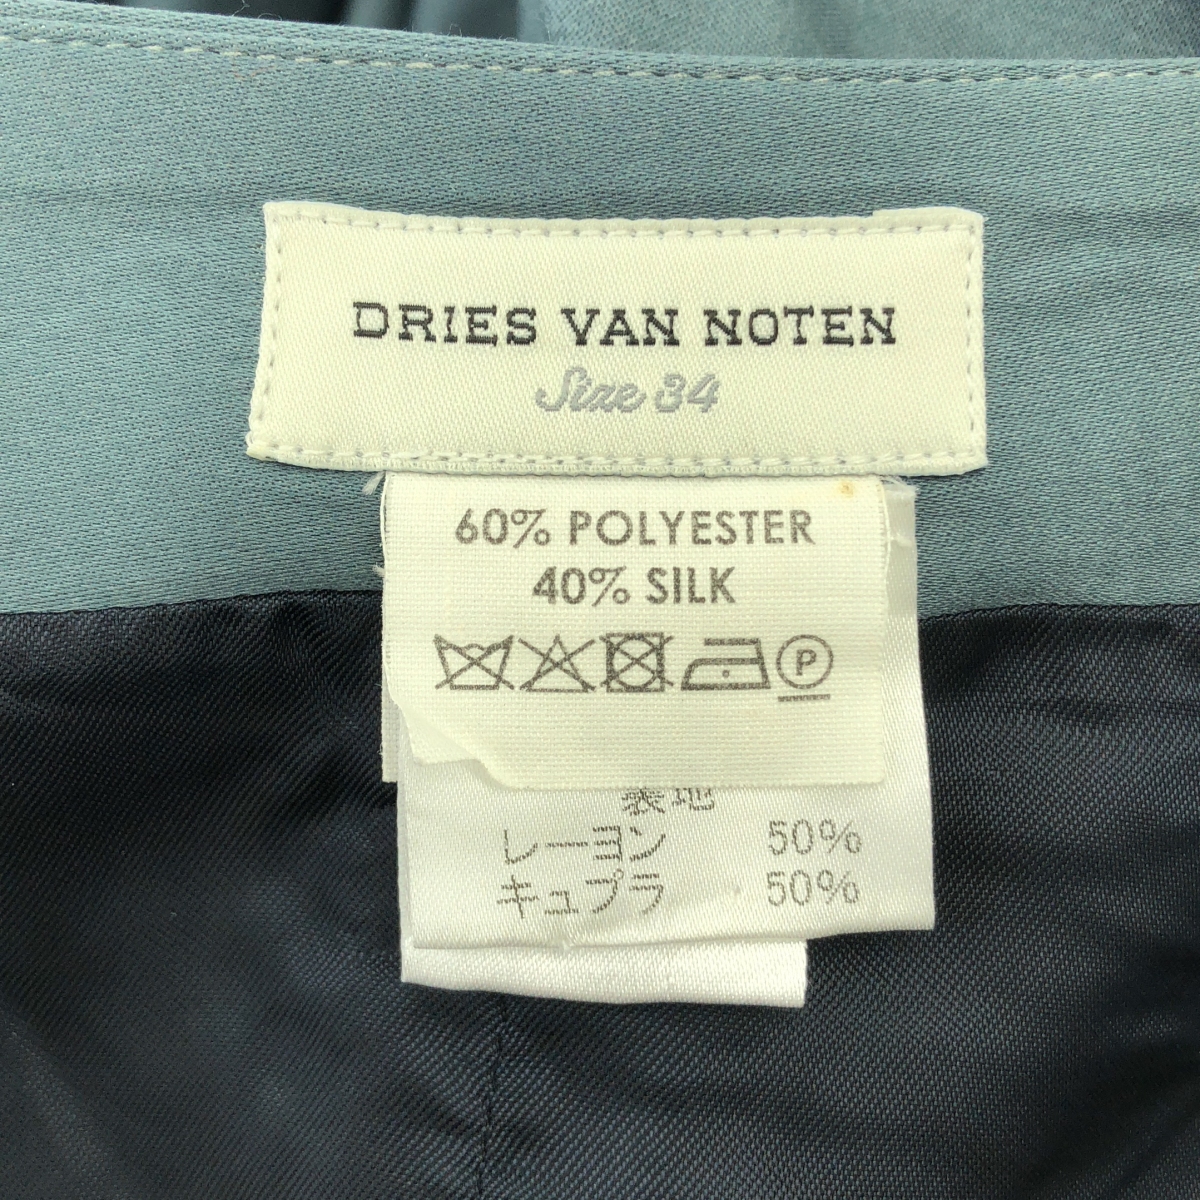 DRIES VAN NOTEN
Size 34
60% POLYESTER
40% SILK
P
裏地
レーヨン 50%
キュプラ 50%